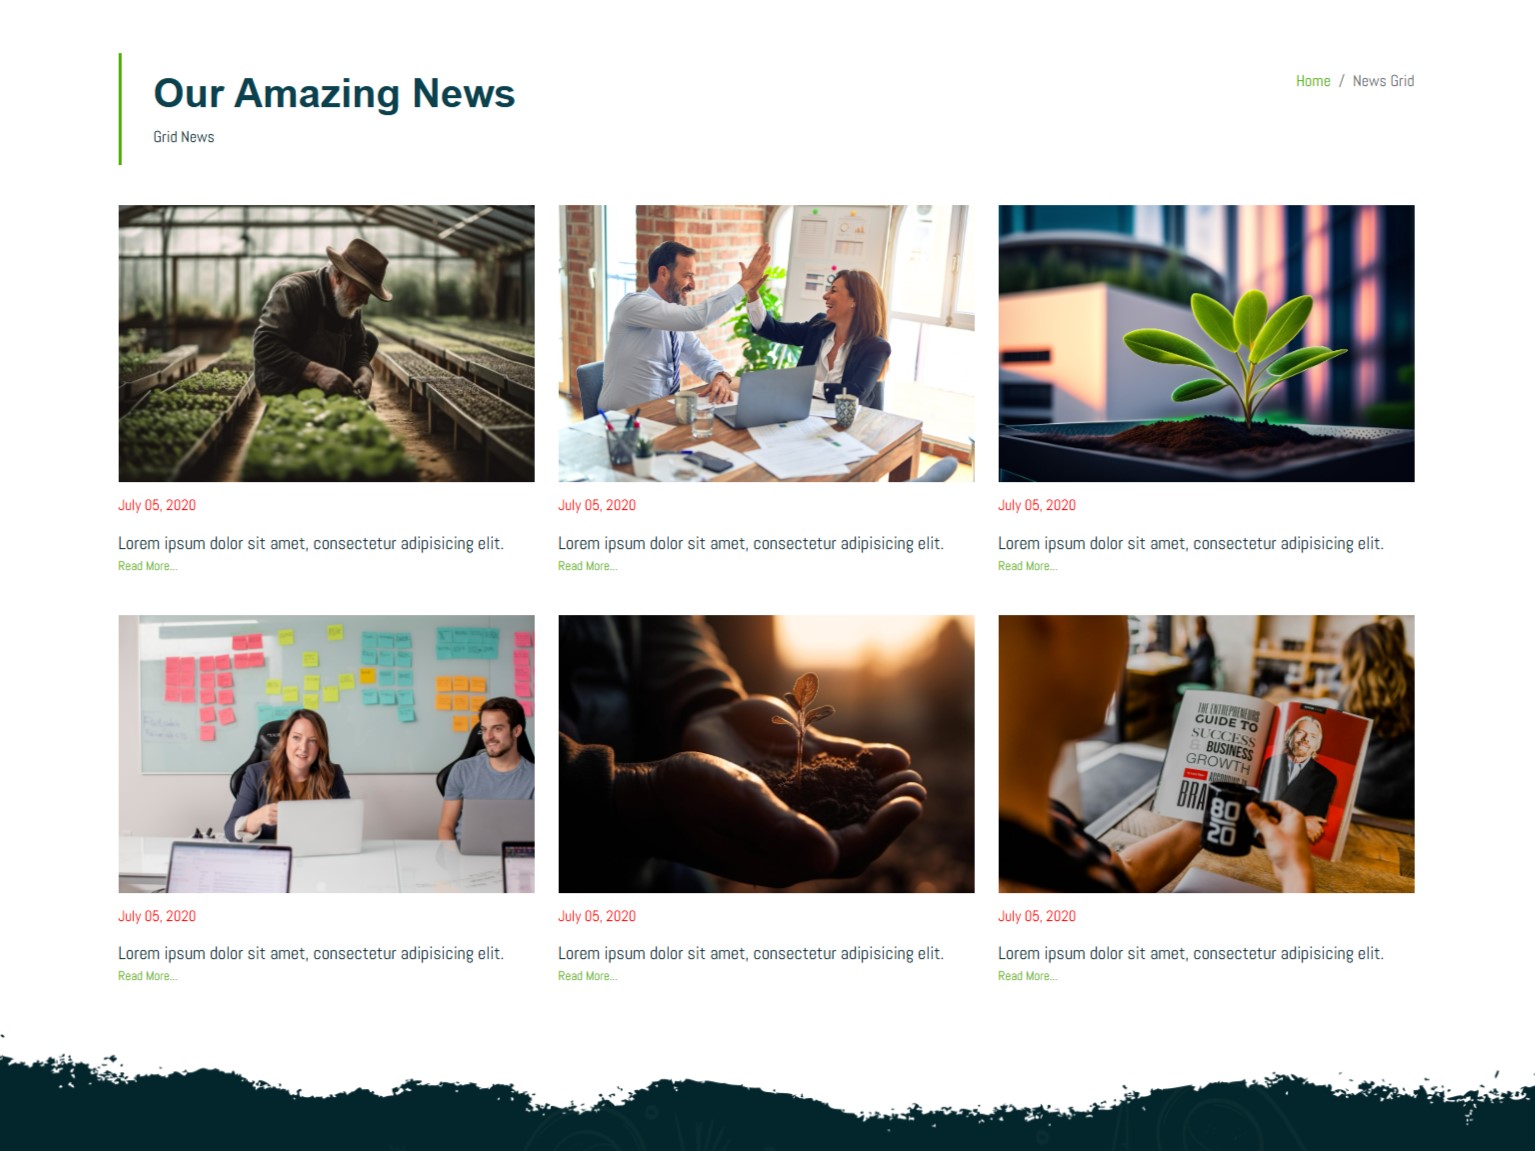 Our Amazing News
Grid News
Home / News Grid
July 05, 2020
Lorem ipsum dolor sit amet, consectetur adipisicing elit.
Read More...
July 05, 2020
Lorem ipsum dolor sit amet, consectetur adipisicing elit.
Read More...
July 05, 2020
Lorem ipsum dolor sit amet, consectetur adipisicing elit.
Read More...
THE ENTREPRENEURS
GUIDE TO
SUCCESS
& BUSINESS
GROWTH
ACCORDING TO
BRA
80
20
July 05, 2020
Lorem ipsum dolor sit amet, consectetur adipisicing elit.
Read More...
July 05, 2020
Lorem ipsum dolor sit amet, consectetur adipisicing elit.
Read More...
July 05, 2020
Lorem ipsum dolor sit amet, consectetur adipisicing elit.
Read More...